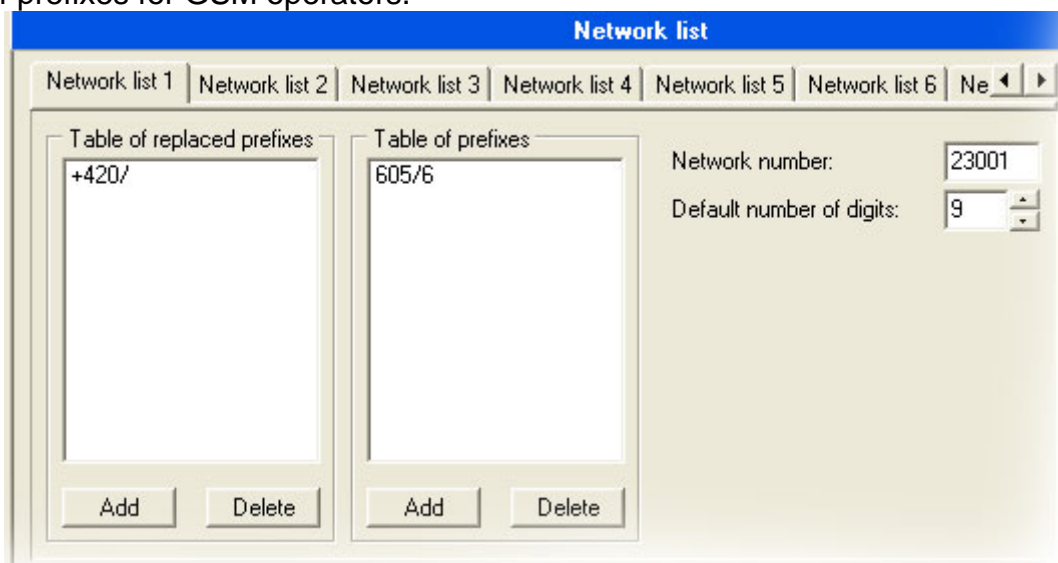 prefixes for GSM operators.
Network list
Network list 1 Network list 2 Network list 3 Network list 4 Network list 5 Network list 6 Ne
Table of replaced prefixes Table of prefixes
+420/ 605/6 Network number: 23001
Default number of digits: 9
Add Delete Add Delete